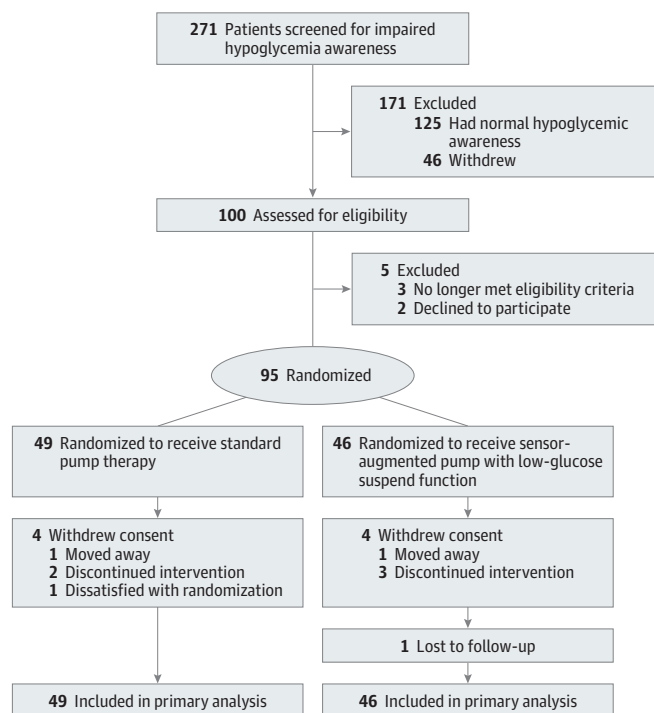 271 Patients screened for impaired
hypoglycemia awareness
171 Excluded
125 Had normal hypoglycemic
awareness
46 Withdrew
100 Assessed for eligibility
5 Excluded
3 No longer met eligibility criteria
2 Declined to participate
95 Randomized
49 Randomized to receive standard
pump therapy
46 Randomized to receive sensor-
augmented pump with low-glucose
suspend function
4 Withdrew consent
1 Moved away
2 Discontinued intervention
1 Dissatisfied with randomization
4 Withdrew consent
1 Moved away
3 Discontinued intervention
1 Lost to follow-up
49 Included in primary analysis
46 Included in primary analysis